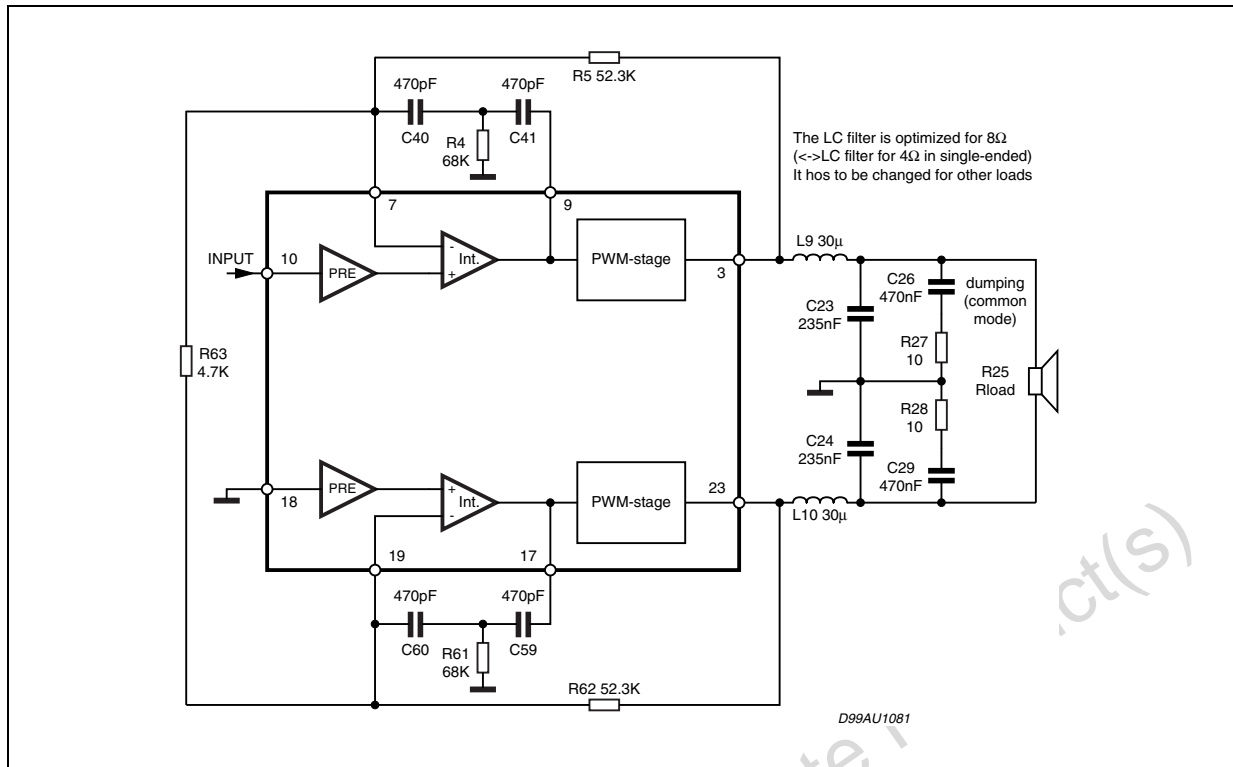 R5 52.3K
470pF
470pF
C40
R4
68K
C41
The LC filter is optimized for 8Ω
(<->LC filter for 4Ω in single-ended)
It hos to be changed for other loads
7
9
INPUT
10
PRE
-
+
Int.
PWM-stage
3
L9 30µ
C26
470nF
dumping
(common
mode)
C23
235nF
R27
10
R63
4.7K
R25
Rload
R28
10
C24
235nF
C29
470nF
18
PRE
+
-
Int.
PWM-stage
23
L10 30µ
19
17
470pF
470pF
C60
R61
68K
C59
R62 52.3K
D99AU1081
ct(s)